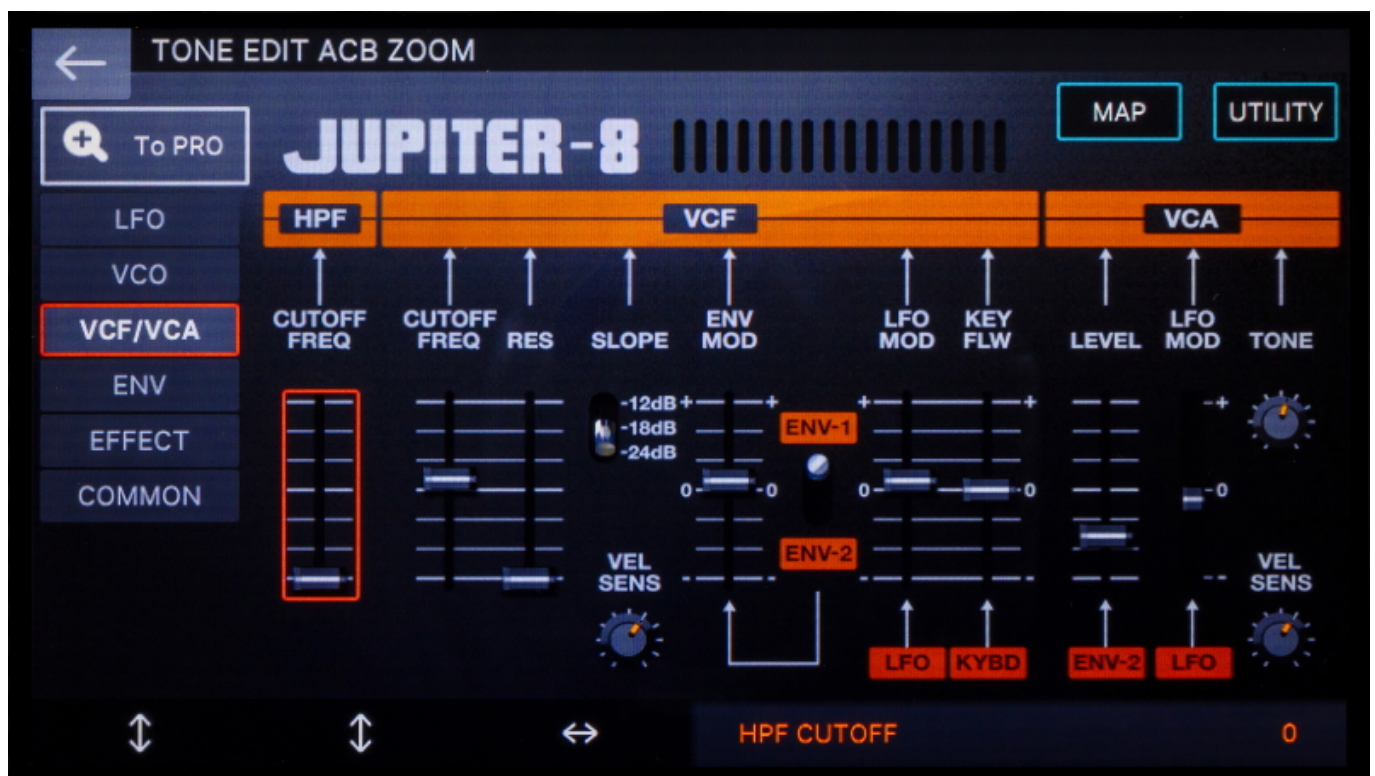 TONE EDIT ACB ZOOM
MAP
UTILITY
To PRO
JUPITER-8
LFO
VCO
VCF/VCA
ENV
EFFECT
COMMON
HPF
VCF
VCA
CUTOFF
FREQ
CUTOFF
FREQ
RES
SLOPE
ENV
MOD
LFO
MOD
KEY
FLW
LEVEL
LFO
MOD
TONE
-12dB
-18dB
-24dB
+ +
0 0
- -
ENV-1
ENV-2
+ +
0 0
- -
-+
-0
--
VEL
SENS
VEL
SENS
LFO
KYBD
ENV-2
LFO
HPF CUTOFF 0